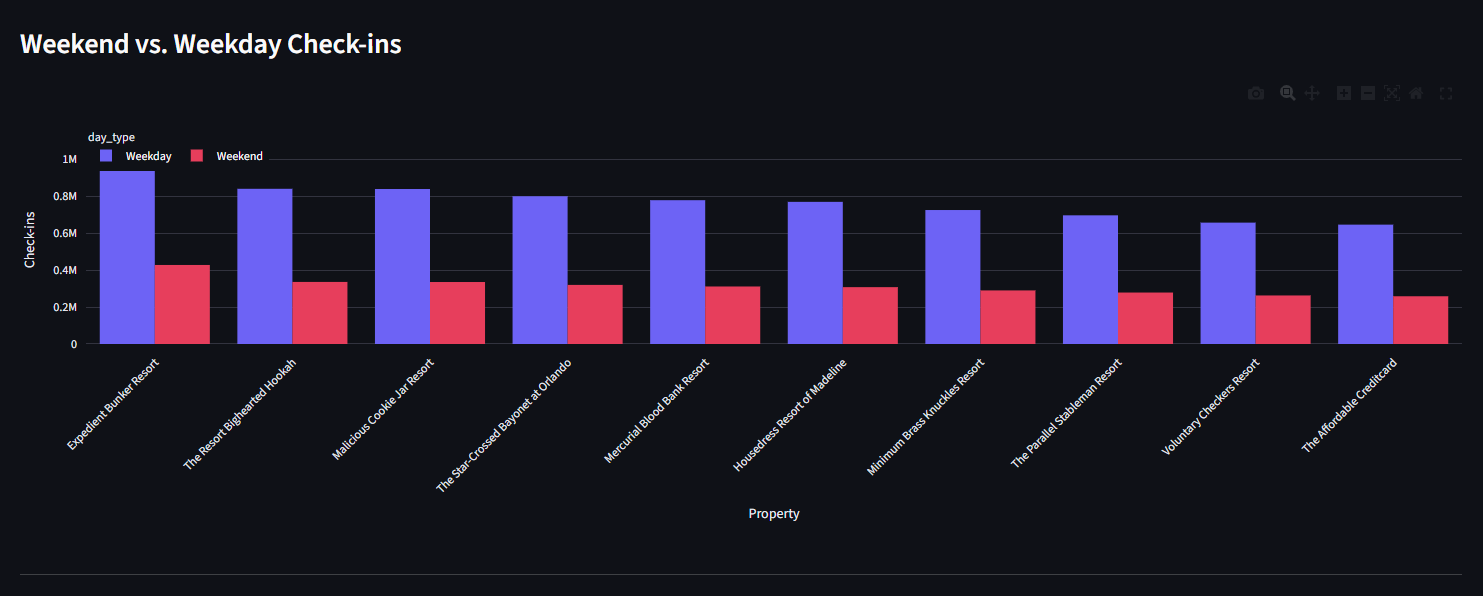 Weekend vs. Weekday Check-ins
day_type
Weekday
Weekend
1M
0.8M
0.6M
0.4M
0.2M
0
Check-ins
Expedient Bunker Resort
The Resort Bighearted Hookah
Malicious Cookie Jar Resort
The Star-Crossed Bayonet at Orlando
Mercurial Blood Bank Resort
Housedress Resort of Madeline
Minimum Brass Knuckles Resort
The Parallel Stableman Resort
Voluntary Checkers Resort
The Affordable Creditcard
Property